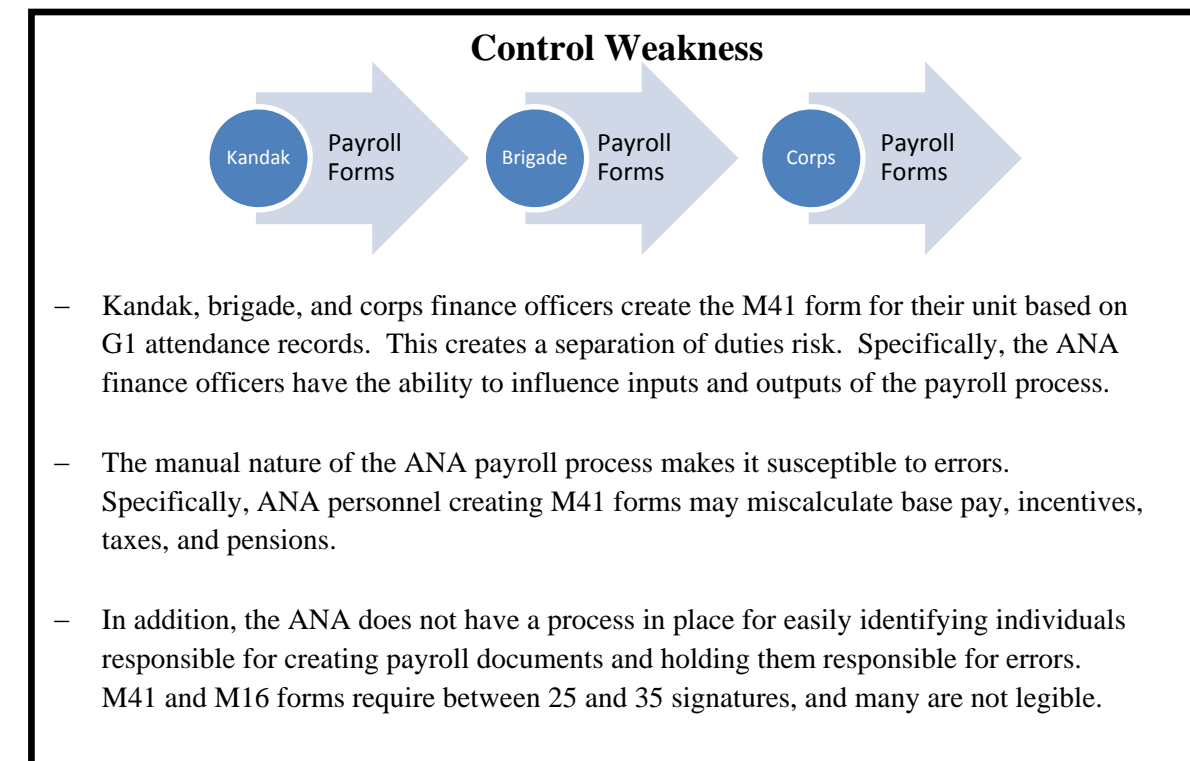 Control Weakness
Kandak
Payroll
Forms
Brigade
Payroll
Forms
Corps
Payroll
Forms
– Kandak, brigade, and corps finance officers create the M41 form for their unit based on
G1 attendance records. This creates a separation of duties risk. Specifically, the ANA
finance officers have the ability to influence inputs and outputs of the payroll process.
– The manual nature of the ANA payroll process makes it susceptible to errors.
Specifically, ANA personnel creating M41 forms may miscalculate base pay, incentives,
taxes, and pensions.
– In addition, the ANA does not have a process in place for easily identifying individuals
responsible for creating payroll documents and holding them responsible for errors.
M41 and M16 forms require between 25 and 35 signatures, and many are not legible.